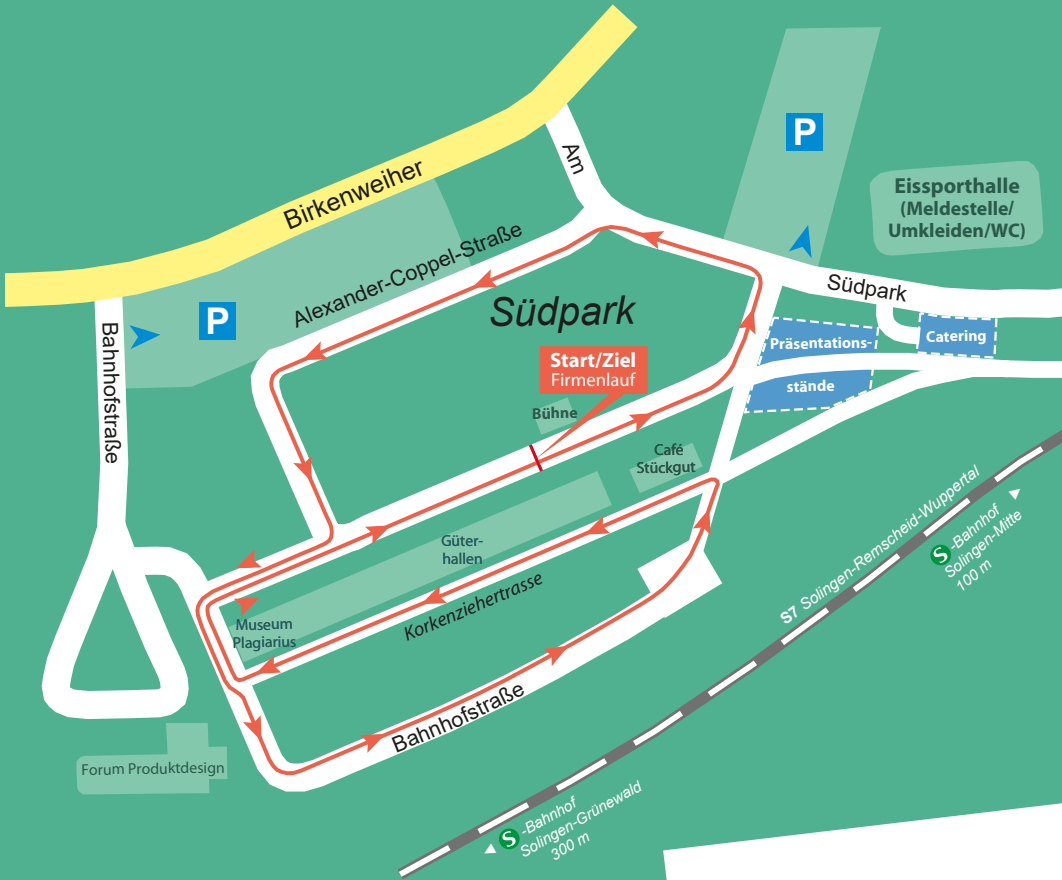 Birkenweiher
Am
P
Eissporthalle
(Meldestelle/
Umkleiden/WC)
Alexander-Coppel-Straße
Südpark
P
Bahnhofstraße
Südpark
Präsentations-
stände
Catering
Start/Ziel
Firmenlauf
Bühne
Café
Stückgut
Güter-
hallen
Korkenziehertrasse
Museum
Plagiarius
Bahnhofstraße
Forum Produktdesign
S7 Solingen-Remscheid-Wuppertal
S-Bahnhof
Solingen-Mitte
100 m
S-Bahnhof
Solingen-Grünewald
300 m